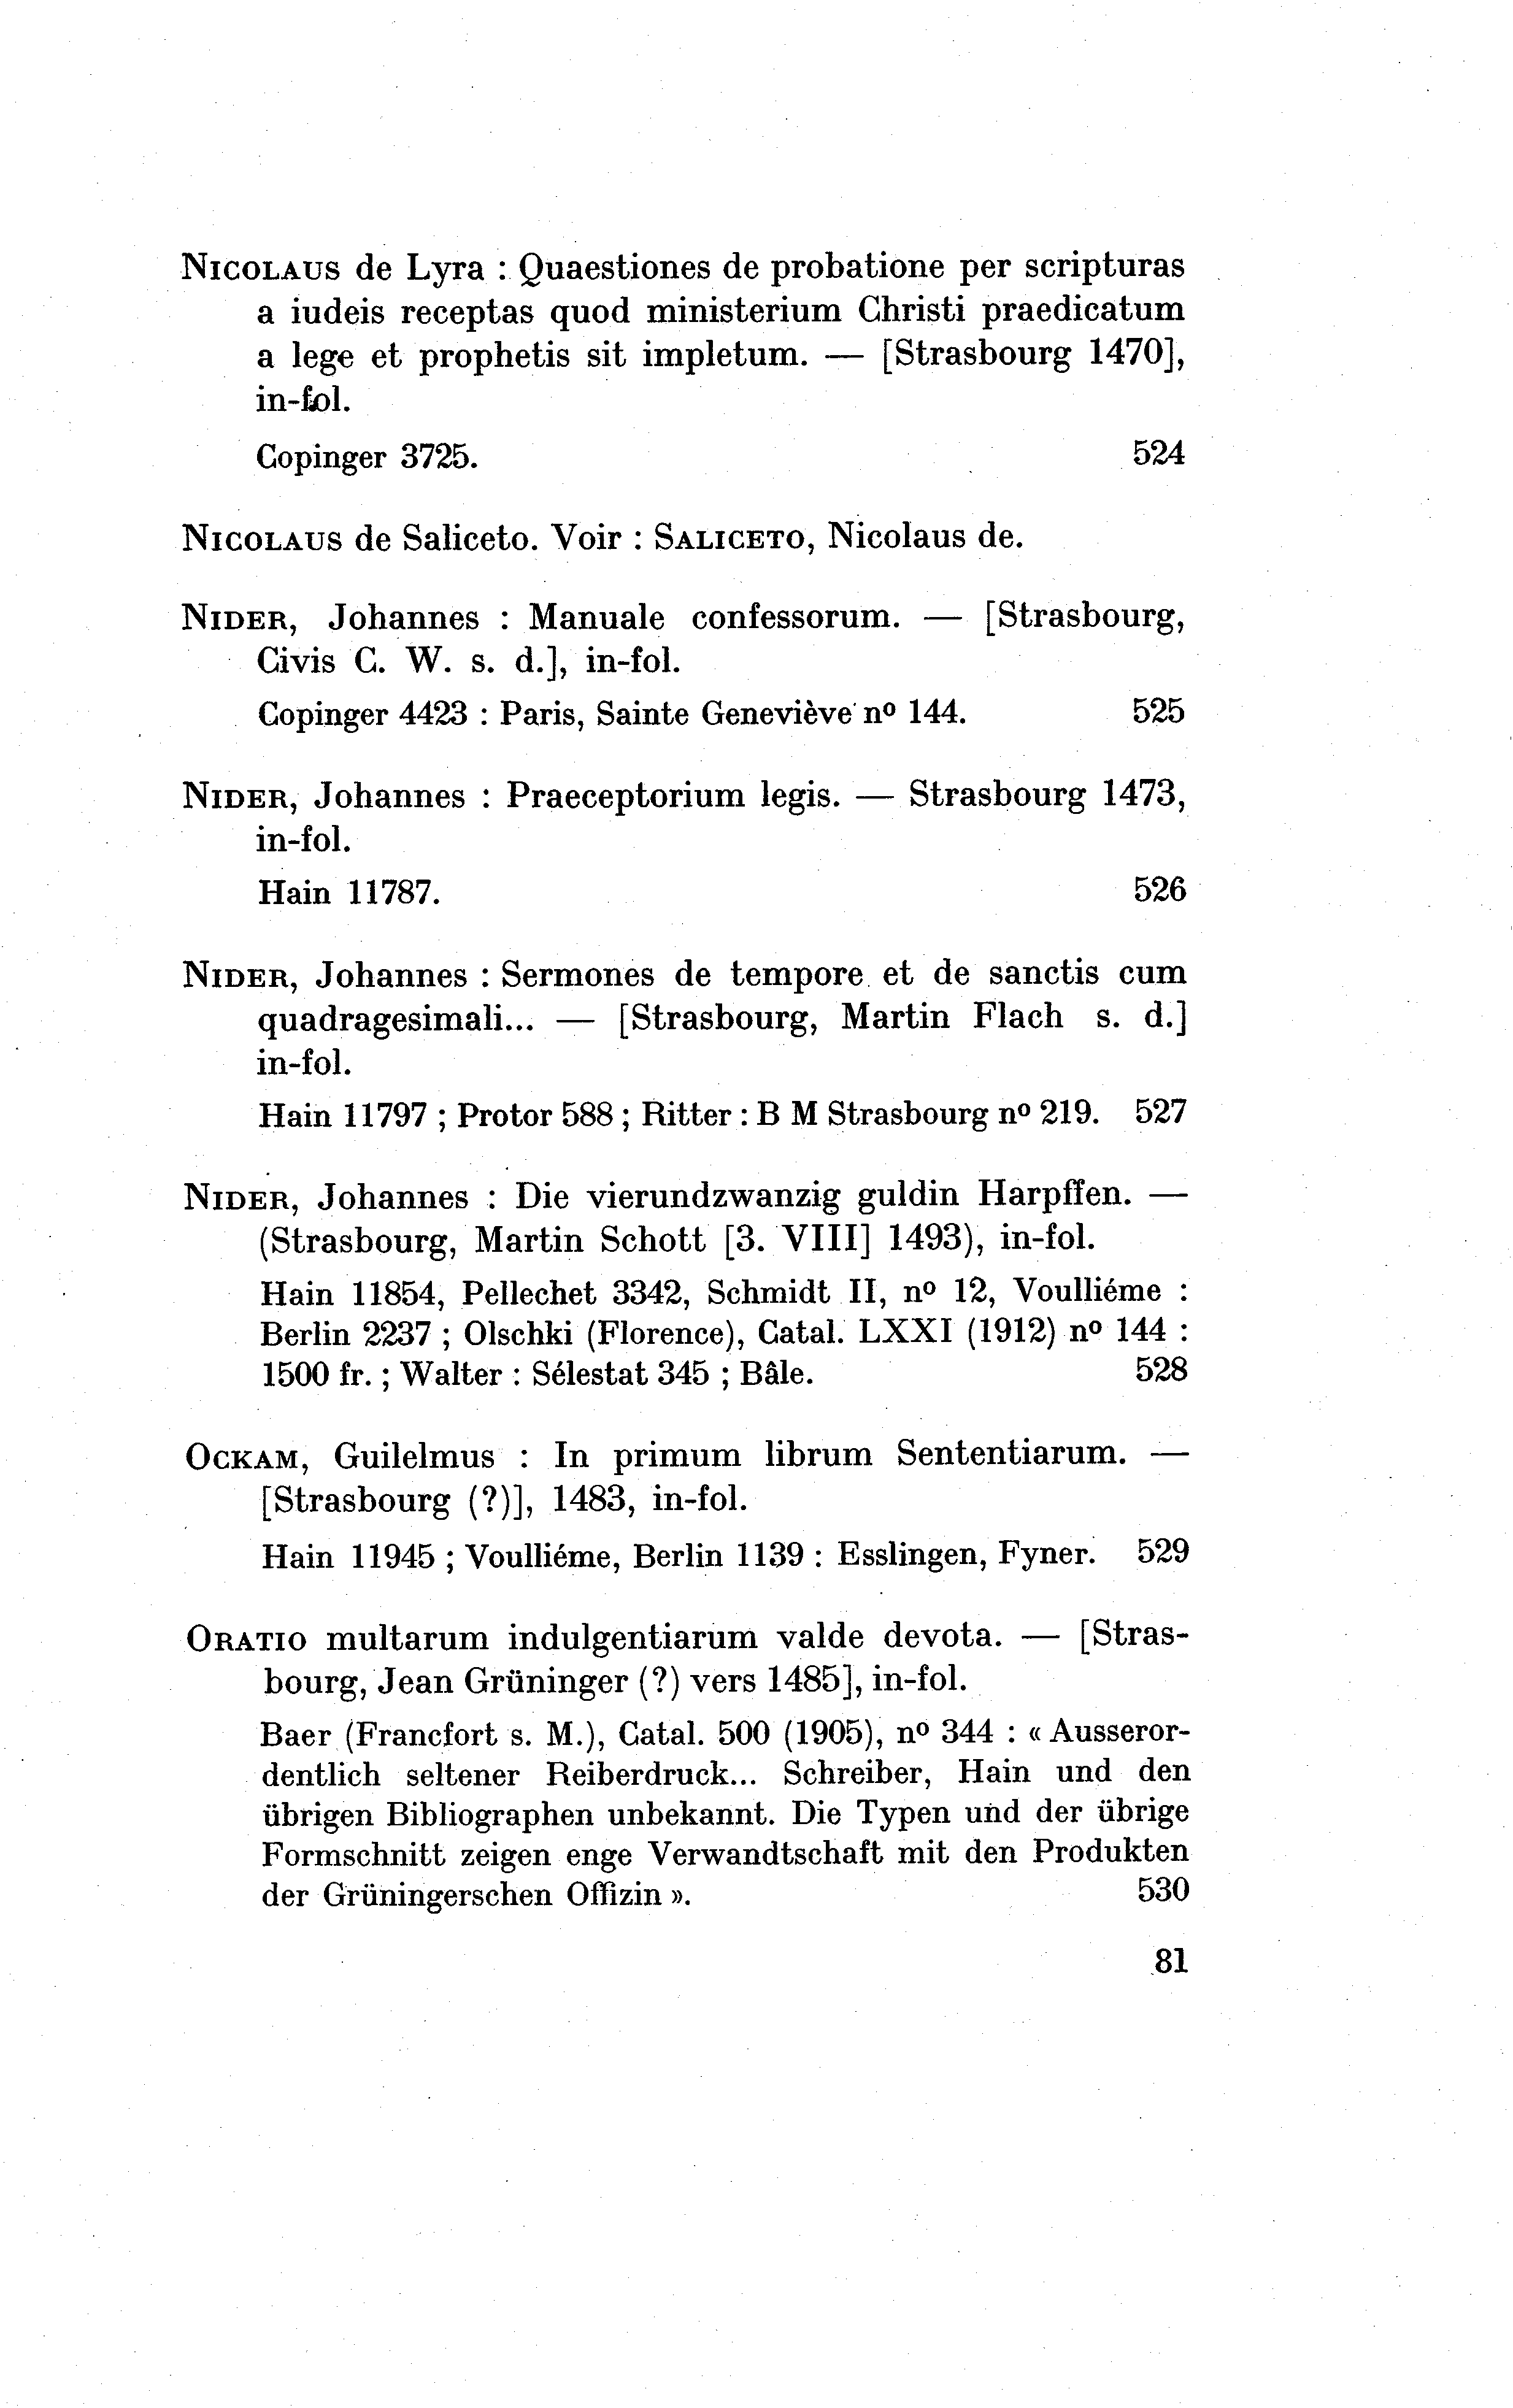 NICOLAUS de Lyra : Quaestiones de probatione per scripturas
a iudeis receptas quod ministerium Christi praedicatum
a lege et prophetis sit impletum. — [Strasbourg 1470],
in-fol.
Copinger 3725. 524
NICOLAUS de Saliceto. Voir : SALICETO, Nicolaus de.
NIDER, Johannes : Manuale confessorum. — [Strasbourg,
Civis C. W. s. d.], in-fol.
Copinger 4423 : Paris, Sainte Geneviève nº 144. 525
NIDER, Johannes : Praeceptorium legis. — Strasbourg 1473,
in-fol.
Hain 11787. 526
NIDER, Johannes : Sermones de tempore et de sanctis cum
quadragesimali... — [Strasbourg, Martin Flach s. d.]
in-fol.
Hain 11797 ; Protor 588 ; Ritter : B M Strasbourg nº 219. 527
NIDER, Johannes : Die vierundzwanzig guldin Harpffen. —
(Strasbourg, Martin Schott [3. VIII] 1493), in-fol.
Hain 11854, Pellechet 3342, Schmidt II, nº 12, Voulliéme :
Berlin 2237 ; Olschki (Florence), Catal. LXXI (1912) nº 144 :
1500 fr. ; Walter : Sélestat 345 ; Bâle. 528
OCKAM, Guilelmus : In primum librum Sententiarum. —
[Strasbourg (?)], 1483, in-fol.
Hain 11945 ; Voulliéme, Berlin 1139 : Esslingen, Fyner. 529
ORATIO multarum indulgentiarum valde devota. — [Stras-
bourg, Jean Grüninger (?) vers 1485], in-fol.
Baer (Francfort s. M.), Catal. 500 (1905), nº 344 : « Ausseror-
dentlich seltener Reiberdruck... Schreiber, Hain und den
übrigen Bibliographen unbekannt. Die Typen und der übrige
Formschnitt zeigen enge Verwandtschaft mit den Produkten
der Grüningerschen Offizin ». 530
81